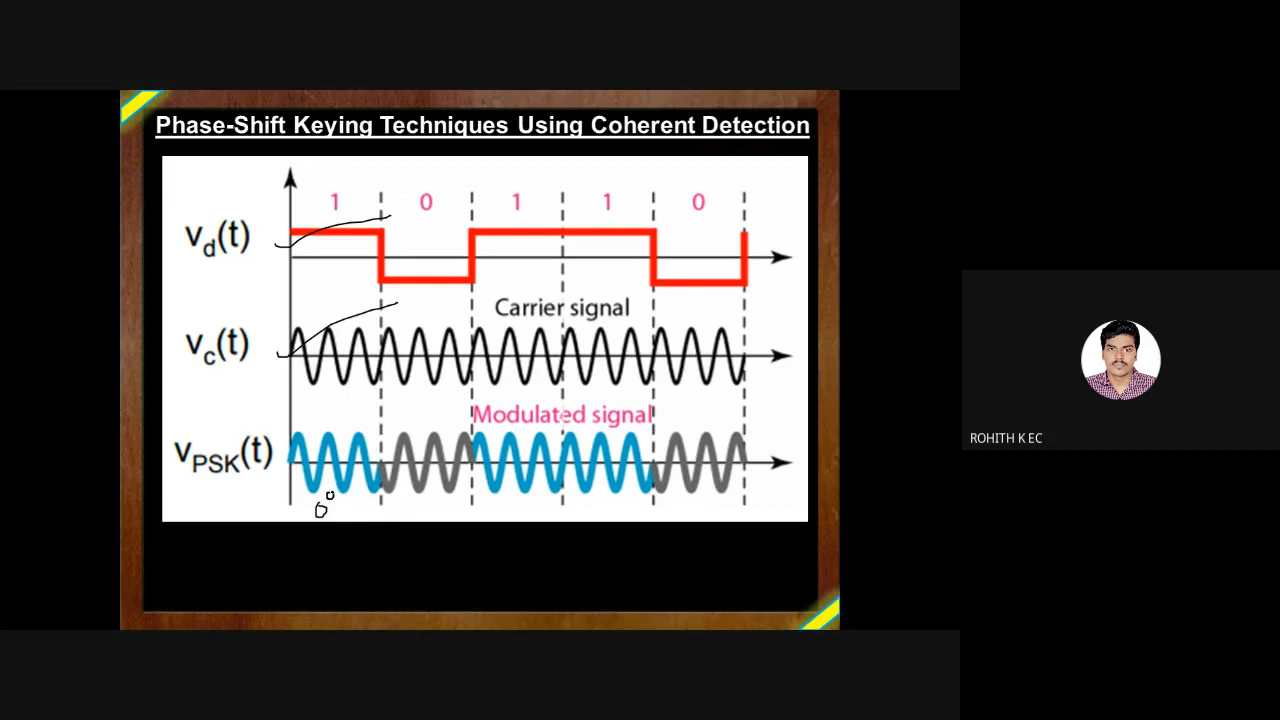 Phase-Shift Keying Techniques Using Coherent Detection
1 0 1 1 0
vd(t)
Carrier signal
vc(t)
Modulated signal
vPSK(t)
0°
ROHITH K EC